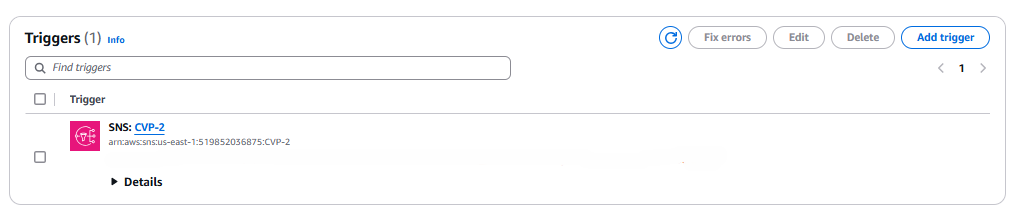 Triggers (1) Info
Fix errors
Edit
Delete
Add trigger
Find triggers
1
Trigger
SNS: CVP-2
arn:aws:sns:us-east-1:519852036875:CVP-2
Details